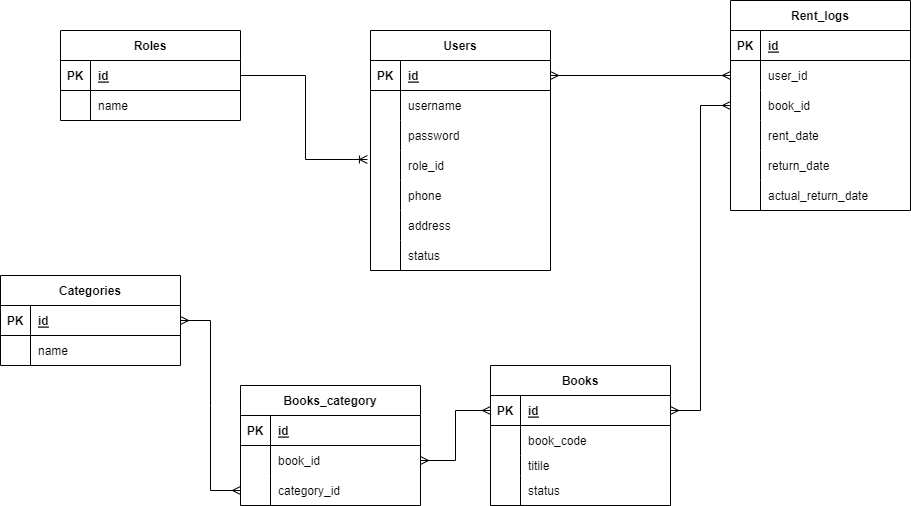 Roles
PK id
name
Users
PK id
username
password
role_id
phone
address
status
Rent_logs
PK id
user_id
book_id
rent_date
return_date
actual_return_date
Categories
PK id
name
Books_category
PK id
book_id
category_id
Books
PK id
book_code
titile
status